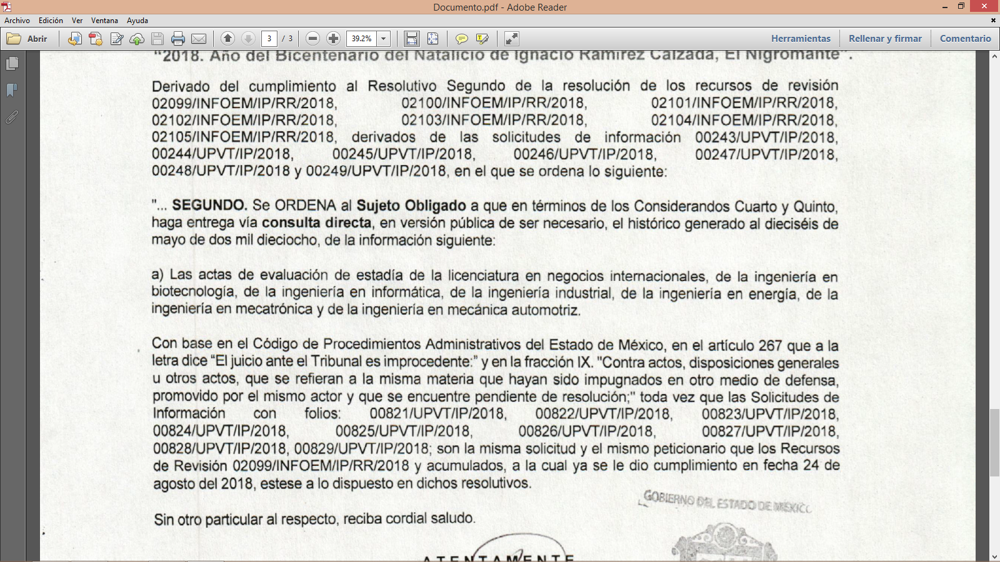 Documento.pdf - Adobe Reader
Archivo Edición Ver Ventana Ayuda
Abrir 3 / 3 39.2% Herramientas Rellenar y firmar Comentario
"2018. Año del Bicentenario del Natalicio de Ignacio Ramírez Calzada, El Nigromante".
Derivado del cumplimiento al Resolutivo Segundo de la resolución de los recursos de revisión
02099/INFOEM/IP/RR/2018, 02100/INFOEM/IP/RR/2018, 02101/INFOEM/IP/RR/2018,
02102/INFOEM/IP/RR/2018, 02103/INFOEM/IP/RR/2018, 02104/INFOEM/IP/RR/2018,
02105/INFOEM/IP/RR/2018, derivados de las solicitudes de información 00243/UPVT/IP/2018,
00244/UPVT/IP/2018, 00245/UPVT/IP/2018, 00246/UPVT/IP/2018, 00247/UPVT/IP/2018,
00248/UPVT/IP/2018 y 00249/UPVT/IP/2018, en el que se ordena lo siguiente:
"... SEGUNDO. Se ORDENA al Sujeto Obligado a que en términos de los Considerandos Cuarto y Quinto,
haga entrega vía consulta directa, en versión pública de ser necesario, el histórico generado al dieciséis de
mayo de dos mil dieciocho, de la información siguiente:
a) Las actas de evaluación de estadía de la licenciatura en negocios internacionales, de la ingeniería en
biotecnología, de la ingeniería en informática, de la ingeniería industrial, de la ingeniería en energía, de la
ingeniería en mecatrónica y de la ingeniería en mecánica automotriz.
Con base en el Código de Procedimientos Administrativos del Estado de México, en el artículo 267 que a la
letra dice “El juicio ante el Tribunal es improcedente:” y en la fracción IX. "Contra actos, disposiciones generales
u otros actos, que se refieran a la misma materia que hayan sido impugnados en otro medio de defensa,
promovido por el mismo actor y que se encuentre pendiente de resolución;" toda vez que las Solicitudes de
Información con folios: 00821/UPVT/IP/2018, 00822/UPVT/IP/2018, 00823/UPVT/IP/2018,
00824/UPVT/IP/2018, 00825/UPVT/IP/2018, 00826/UPVT/IP/2018, 00827/UPVT/IP/2018,
00828/UPVT/IP/2018, 00829/UPVT/IP/2018; son la misma solicitud y el mismo peticionario que los Recursos
de Revisión 02099/INFOEM/IP/RR/2018 y acumulados, a la cual ya se le dio cumplimiento en fecha 24 de
agosto del 2018, estese a lo dispuesto en dichos resolutivos.
GOBIERNO DEL ESTADO DE MÉXICO
Sin otro particular al respecto, reciba cordial saludo.
ATENTAMENTE